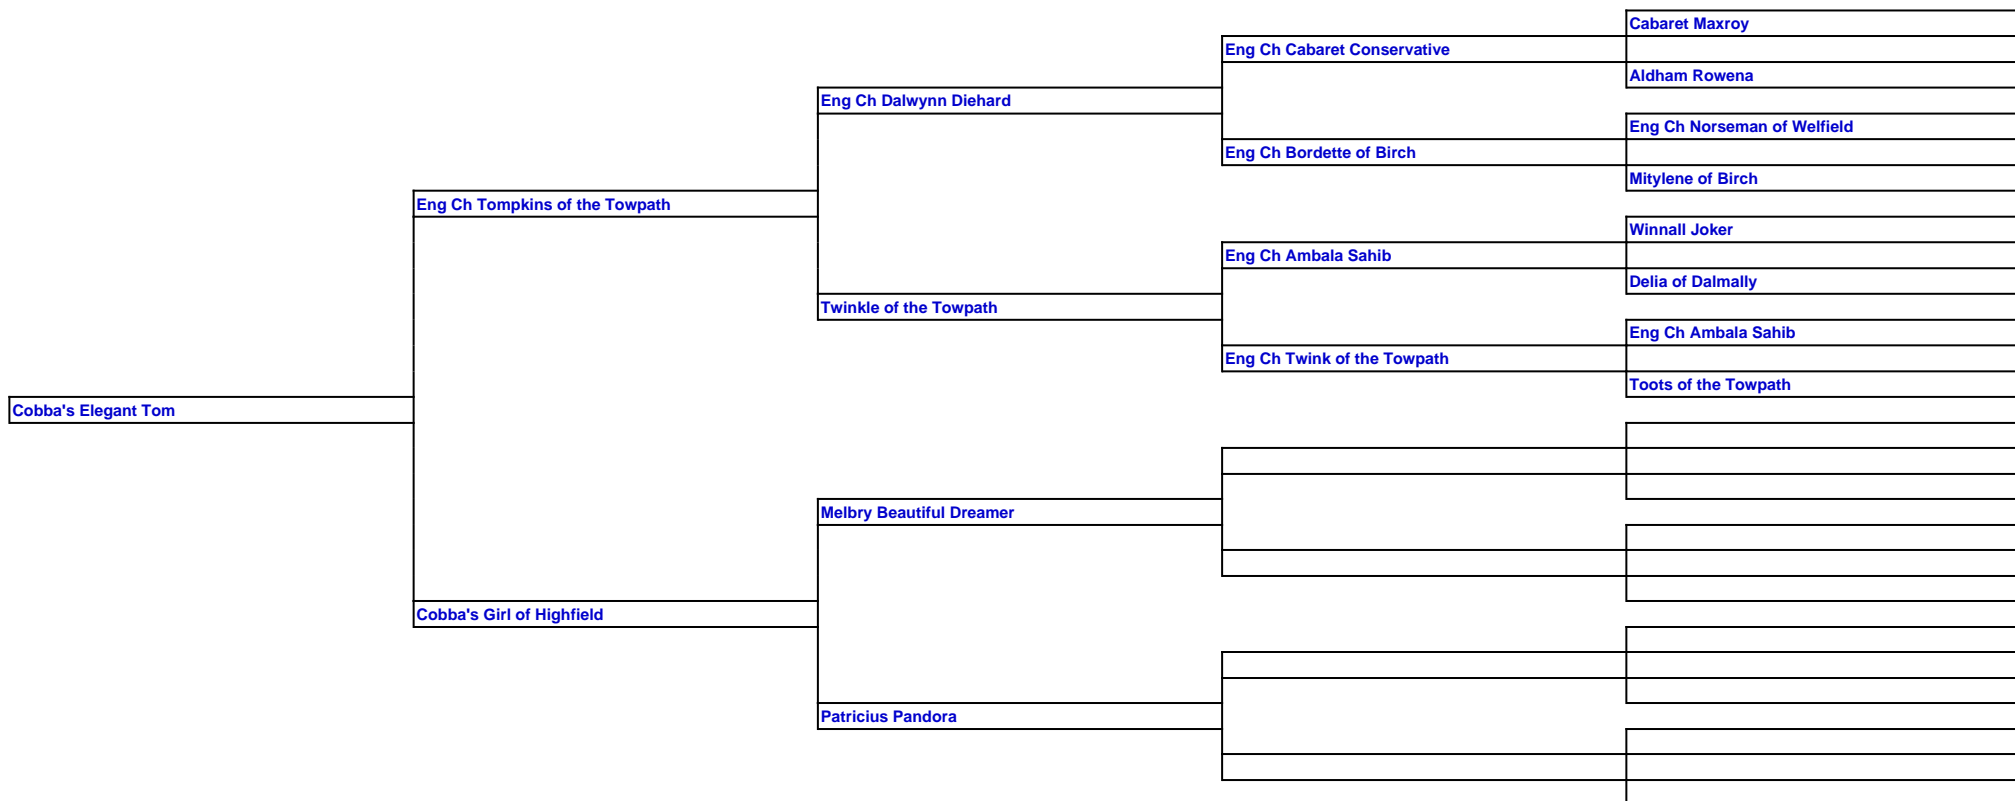 Cabaret Maxroy
Eng Ch Cabaret Conservative
Aldham Rowena
Eng Ch Dalwynn Diehard
Eng Ch Norseman of Welfield
Eng Ch Bordette of Birch
Mitylene of Birch
Eng Ch Tompkins of the Towpath
Winnall Joker
Eng Ch Ambala Sahib
Delia of Dalmally
Twinkle of the Towpath
Eng Ch Ambala Sahib
Eng Ch Twink of the Towpath
Toots of the Towpath
Cobba's Elegant Tom
Melbry Beautiful Dreamer
Cobba's Girl of Highfield
Patricius Pandora